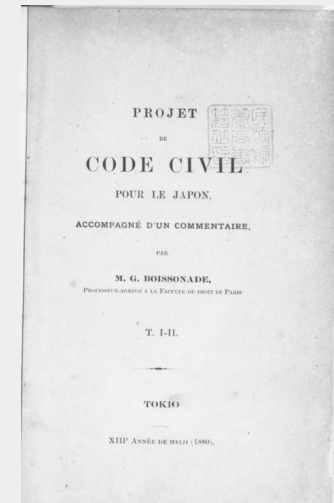 PROJET
DE
CODE CIVIL
POUR LE JAPON,
ACCOMPAGNÉ D'UN COMMENTAIRE,
PAR
M. G. BOISSONADE,
PROFESSEUR AGRÉGÉ A LA FACULTÉ DE DROIT DE PARIS.
T. I-II.
TOKIO
XIIIᵉ ANNÉE DE MEIJI (1880).